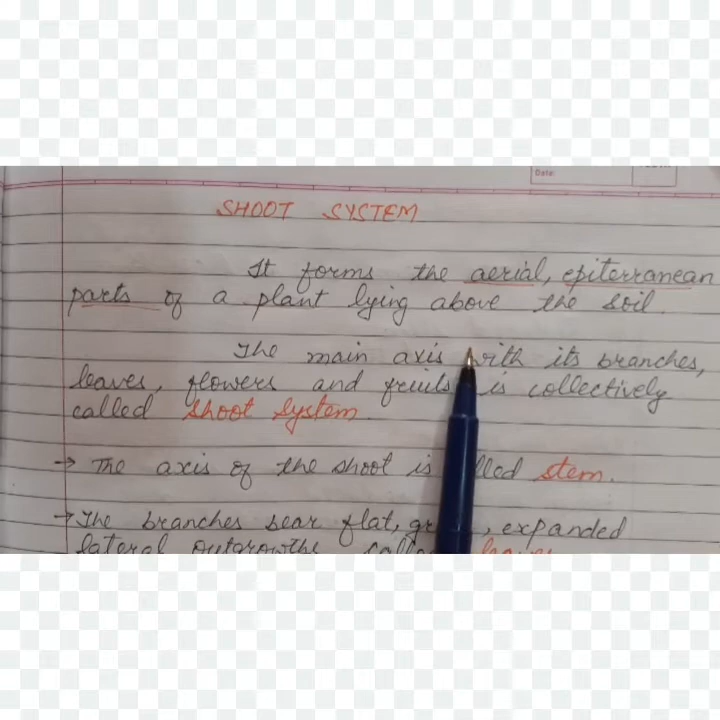 Date:
SHOOT SYSTEM
It forms the aerial, epiterranean
parts of a plant lying above the soil.
The main axis with its branches,
leaves, flowers and fruits is collectively
called shoot system.
→ The axis of the shoot is called stem.
→ The branches bear flat, , expanded
lateral outgrowths